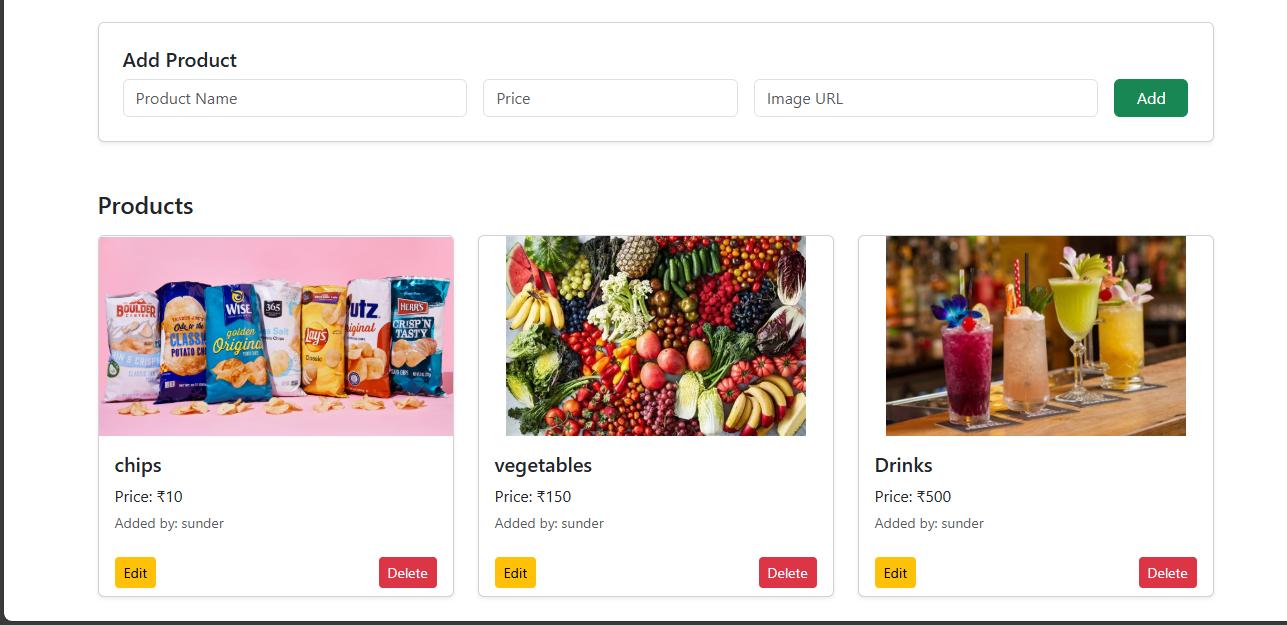 Add Product
Product Name
Price
Image URL
Add
Products
BOULDER
CANYON
CLASSIC
POTATO CHIPS
WISE
golden
Original
365
Sea Salt
Lay's
Classic
UTZ.
Original
HERR'S
CRISP 'N
TASTY
chips
Price: ₹10
Added by: sunder
Edit
Delete
vegetables
Price: ₹150
Added by: sunder
Edit
Delete
Drinks
Price: ₹500
Added by: sunder
Edit
Delete